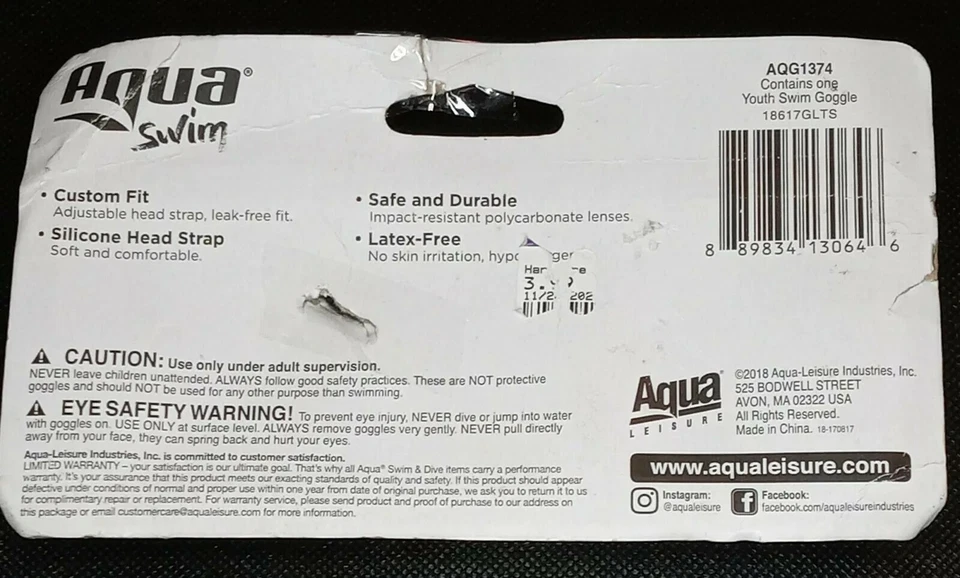 Aqua®
Swim
AQG1374
Contains one
Youth Swim Goggle
18617GLTS
8 89834 13064 6
• Custom Fit
Adjustable head strap, leak-free fit.
• Silicone Head Strap
Soft and comfortable.
• Safe and Durable
Impact-resistant polycarbonate lenses.
• Latex-Free
No skin irritation,
3.
⚠ CAUTION: Use only under adult supervision.
NEVER leave children unattended. ALWAYS follow good safety practices. These are NOT protective
goggles and should NOT be used for any other purpose than swimming.
⚠ EYE SAFETY WARNING! To prevent eye injury, NEVER dive or jump into water
with goggles on. USE ONLY at surface level. ALWAYS remove goggles very gently. NEVER pull directly
away from your face, they can spring back and hurt your eyes.
Aqua-Leisure Industries, Inc. is committed to customer satisfaction.
LIMITED WARRANTY – your satisfaction is our ultimate goal. That's why all Aqua® Swim & Dive items carry a performance
warranty. It's your assurance that this product meets our exacting standards of quality and safety. If this product should appear
defective under conditions of normal and proper use within one year from date of original purchase, we ask you to return it to us
for complimentary repair or replacement. For warranty service, please send product and proof of purchase to our address on
this package or email customercare@aqualeisure.com for more information.
Aqua®
LEISURE
©2018 Aqua-Leisure Industries, Inc.
525 BODWELL STREET
AVON, MA 02322 USA
All Rights Reserved.
Made in China. 18-170817
www.aqualeisure.com
Instagram:
@aqualeisure
Facebook:
facebook.com/aqualeisureindustries